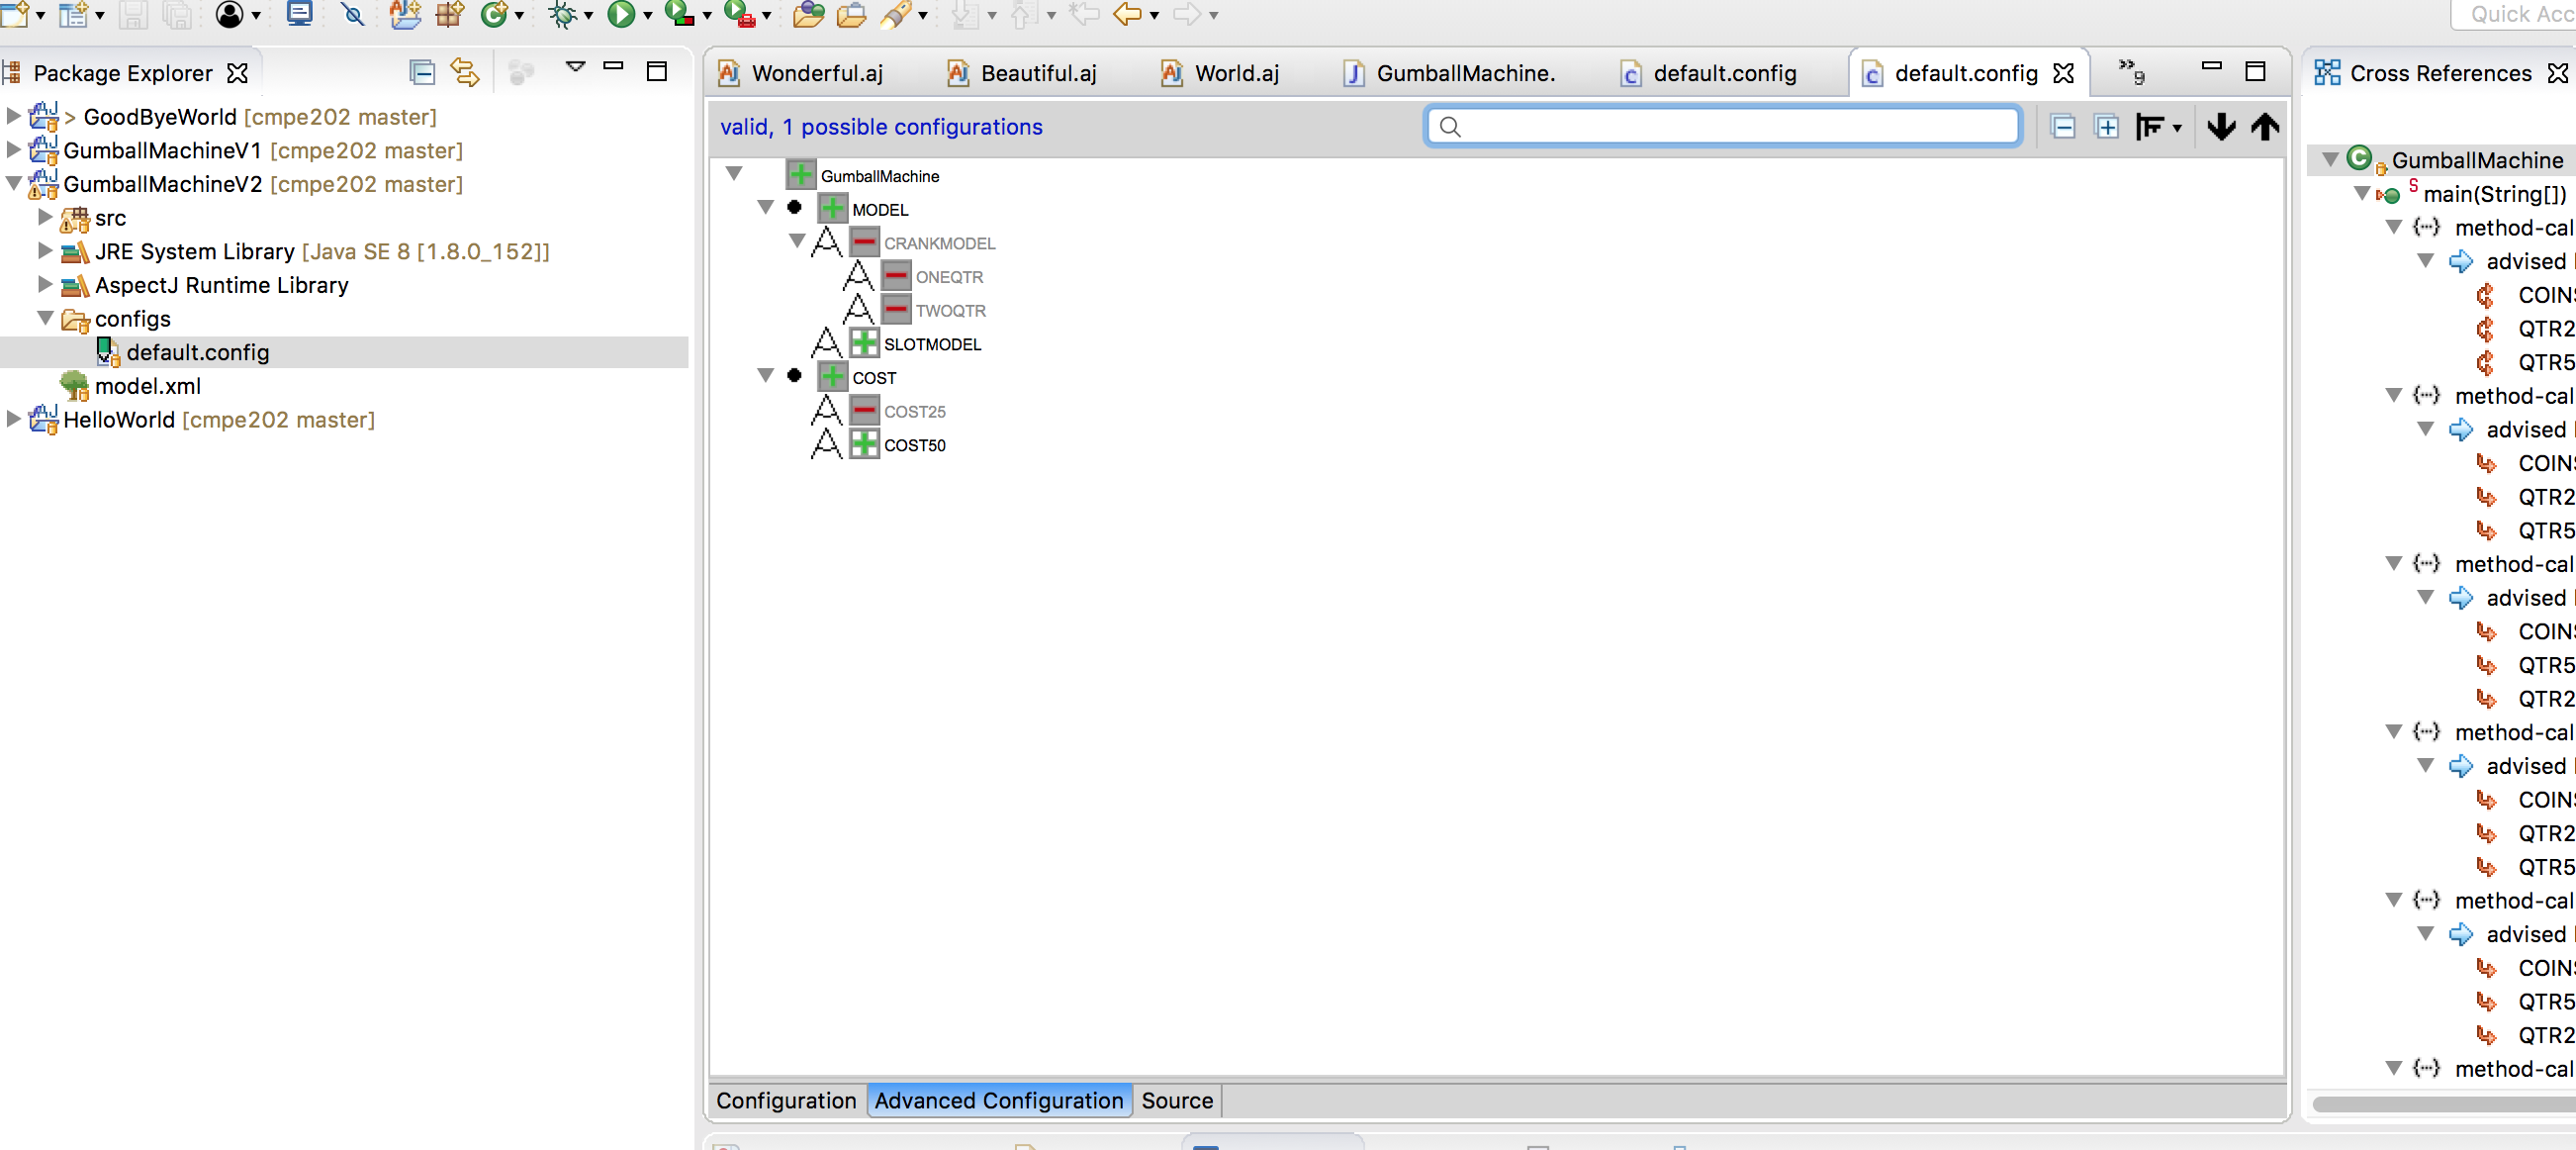 Quick Acc
Package Explorer
> GoodByeWorld [cmpe202 master]
GumballMachineV1 [cmpe202 master]
GumballMachineV2 [cmpe202 master]
src
JRE System Library [Java SE 8 [1.8.0_152]]
AspectJ Runtime Library
configs
default.config
model.xml
HelloWorld [cmpe202 master]
Wonderful.aj
Beautiful.aj
World.aj
GumballMachine.
default.config
default.config
»9
valid, 1 possible configurations
GumballMachine
MODEL
CRANKMODEL
ONEQTR
TWOQTR
SLOTMODEL
COST
COST25
COST50
Configuration
Advanced Configuration
Source
Cross References
GumballMachine
main(String[])
method-cal
advised
COINS
QTR2
QTR5
method-cal
advised
COINS
QTR2
QTR5
method-cal
advised
COINS
QTR5
QTR2
method-cal
advised
COINS
QTR2
QTR5
method-cal
advised
COINS
QTR5
QTR2
method-cal